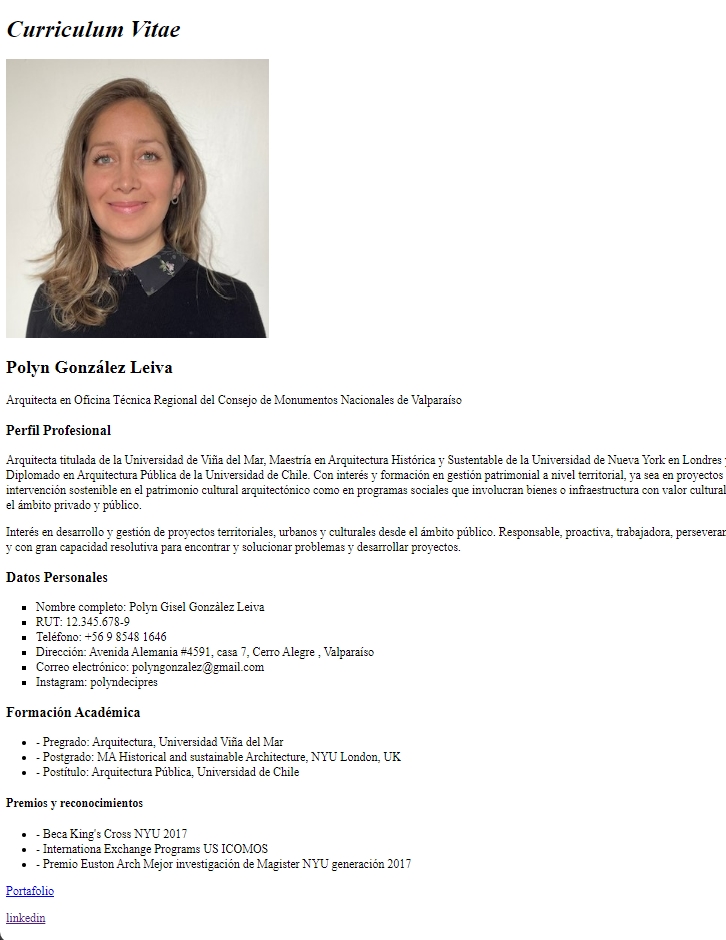 Curriculum Vitae
Polyn González Leiva
Arquitecta en Oficina Técnica Regional del Consejo de Monumentos Nacionales de Valparaíso
Perfil Profesional
Arquitecta titulada de la Universidad de Viña del Mar, Maestría en Arquitectura Histórica y Sustentable de la Universidad de Nueva York en Londres
Diplomado en Arquitectura Pública de la Universidad de Chile. Con interés y formación en gestión patrimonial a nivel territorial, ya sea en proyectos
intervención sostenible en el patrimonio cultural arquitectónico como en programas sociales que involucran bienes o infraestructura con valor cultural
el ámbito privado y público.
Interés en desarrollo y gestión de proyectos territoriales, urbanos y culturales desde el ámbito público. Responsable, proactiva, trabajadora, perseveran
y con gran capacidad resolutiva para encontrar y solucionar problemas y desarrollar proyectos.
Datos Personales
▪ Nombre completo: Polyn Gisel Gonzàlez Leiva
▪ RUT: 12.345.678-9
▪ Teléfono: +56 9 8548 1646
▪ Dirección: Avenida Alemania #4591, casa 7, Cerro Alegre , Valparaíso
▪ Correo electrónico: polyngonzalez@gmail.com
▪ Instagram: polyndecipres
Formación Académica
• - Pregrado: Arquitectura, Universidad Viña del Mar
• - Postgrado: MA Historical and sustainable Architecture, NYU London, UK
• - Postítulo: Arquitectura Pública, Universidad de Chile
Premios y reconocimientos
• - Beca King's Cross NYU 2017
• - Internationa Exchange Programs US ICOMOS
• - Premio Euston Arch Mejor investigación de Magister NYU generación 2017
Portafolio
linkedin